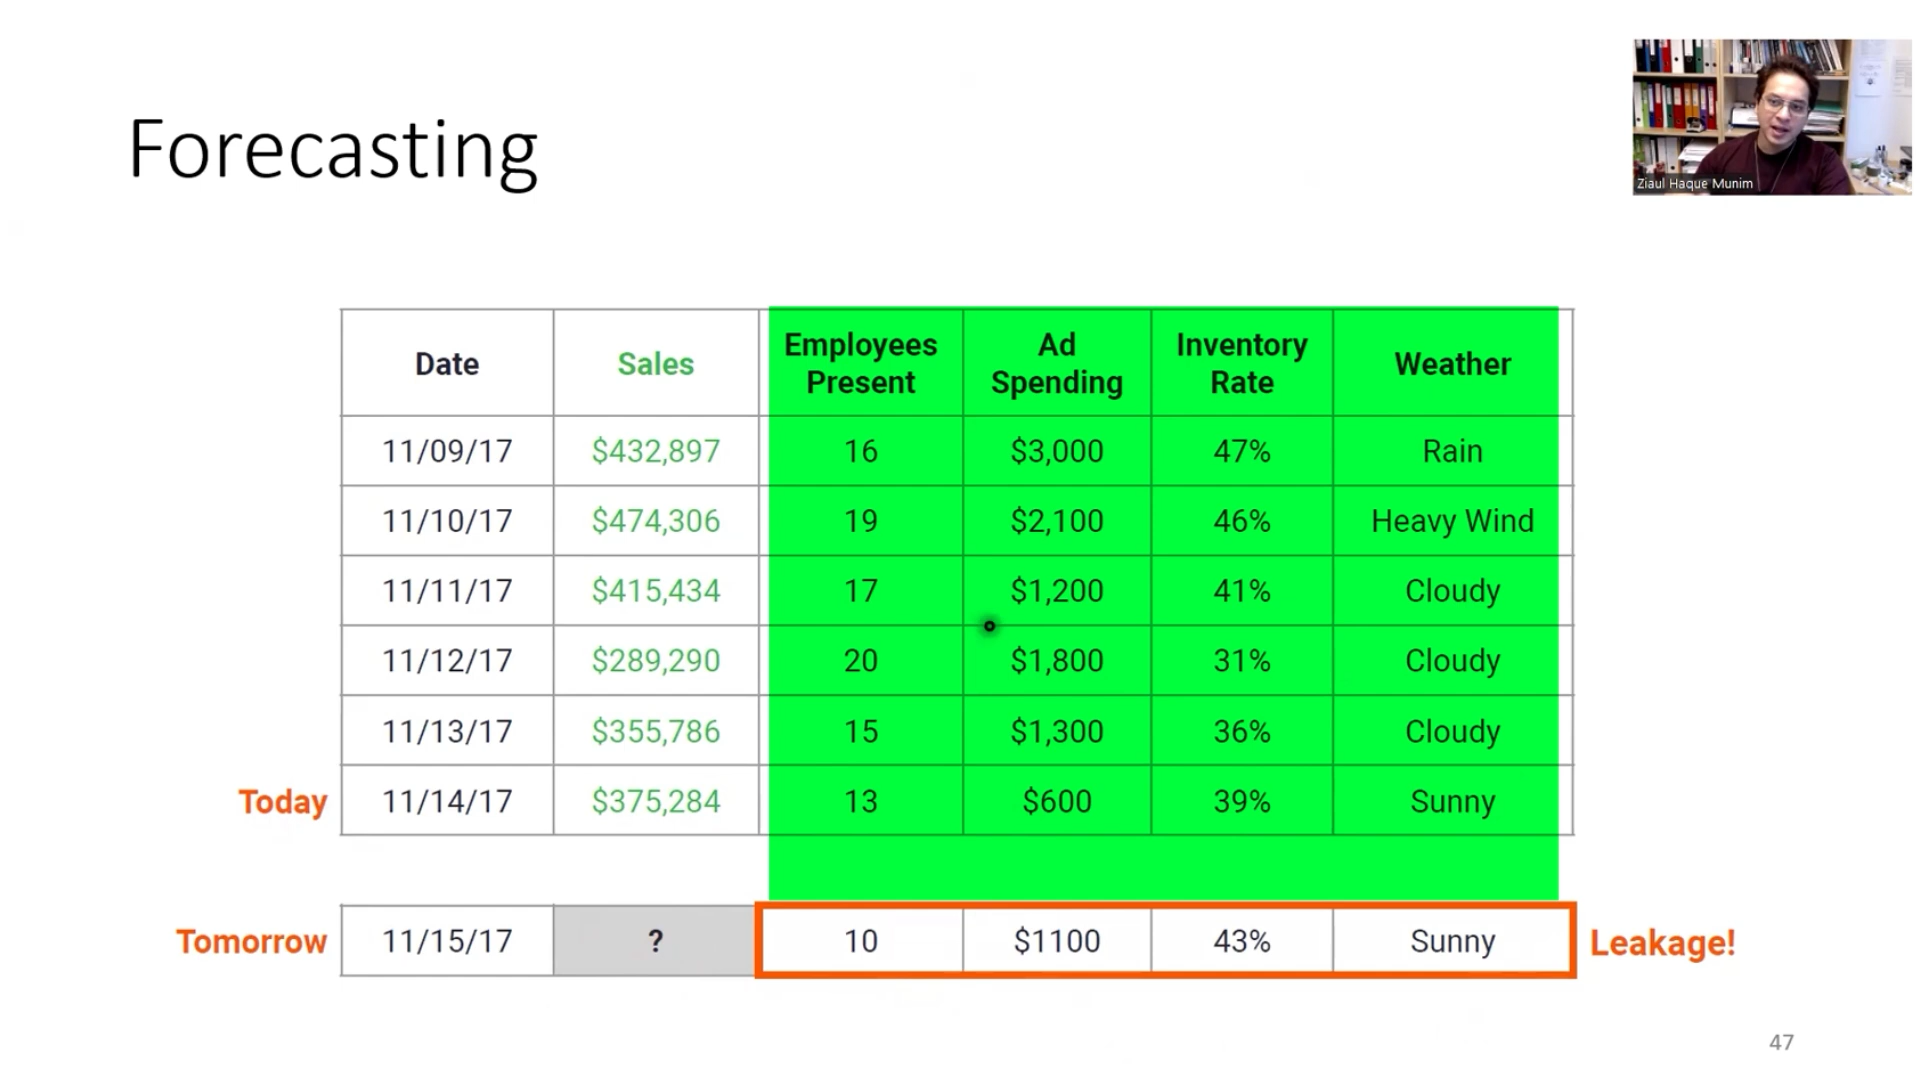 Forecasting
Ziaul Haque Munim
Date Sales Employees Present Ad Spending Inventory Rate Weather
11/09/17 $432,897 16 $3,000 47% Rain
11/10/17 $474,306 19 $2,100 46% Heavy Wind
11/11/17 $415,434 17 $1,200 41% Cloudy
11/12/17 $289,290 20 $1,800 31% Cloudy
11/13/17 $355,786 15 $1,300 36% Cloudy
Today 11/14/17 $375,284 13 $600 39% Sunny
Tomorrow 11/15/17 ? 10 $1100 43% Sunny Leakage!
47